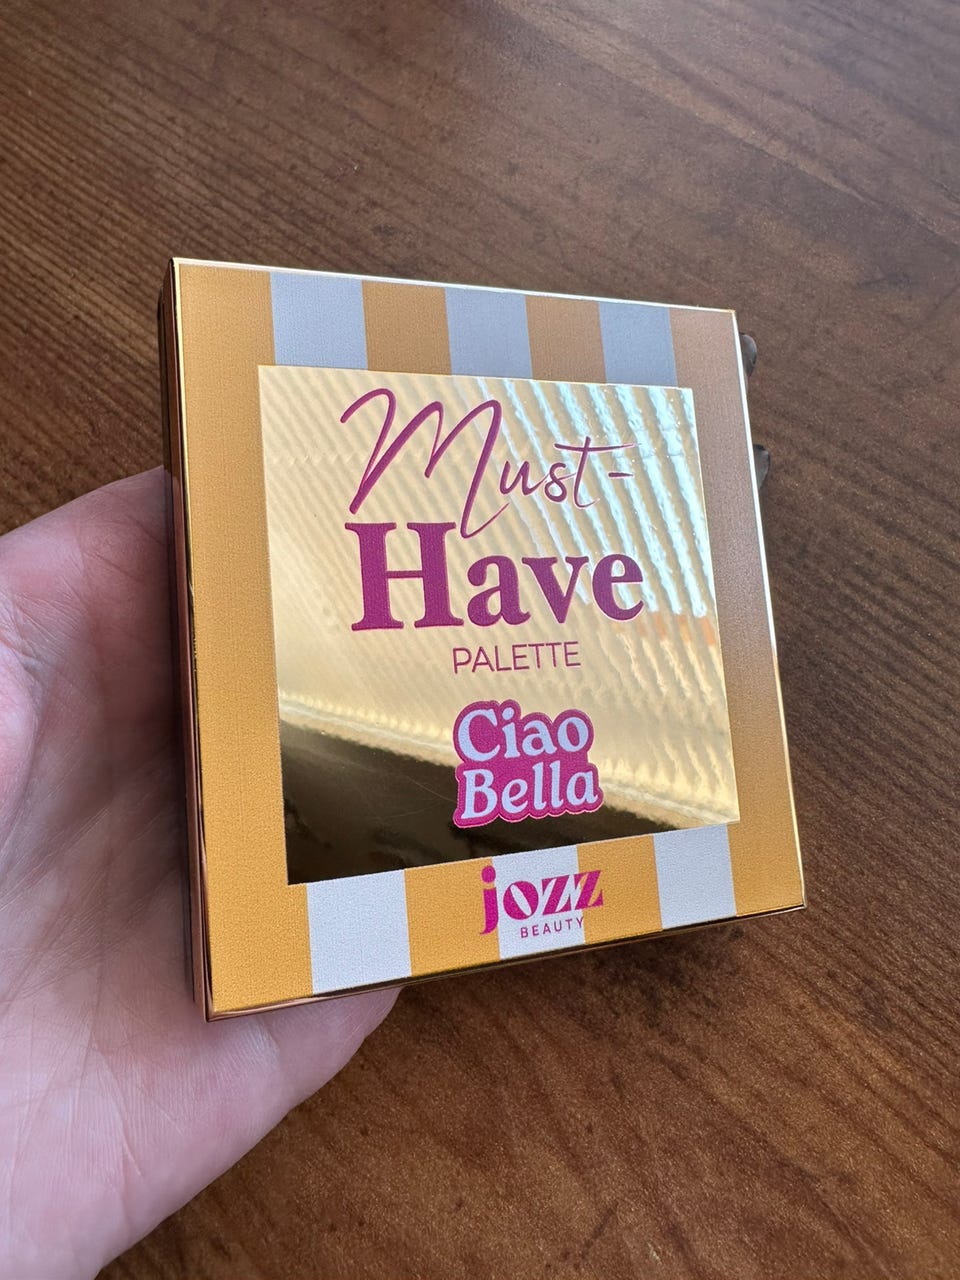 Must-
Have
PALETTE
Ciao
Bella
jozz
BEAUTY